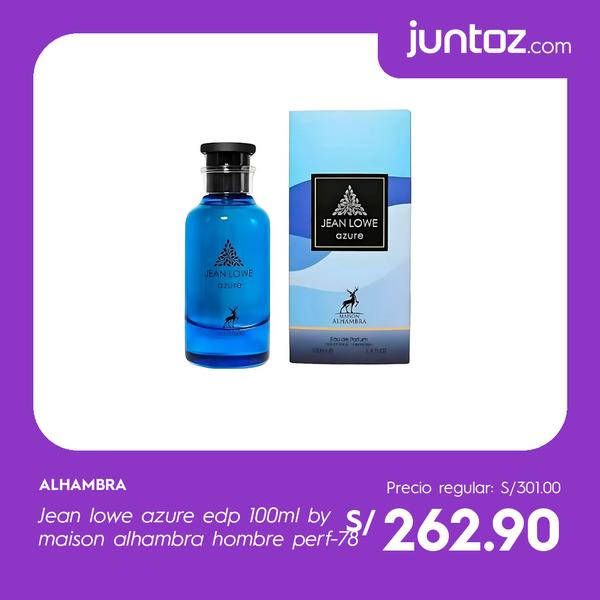 juntoz.com
JEAN LOWE
azure
JEAN LOWE
azure
MAISON
ALHAMBRA
Eau de Parfum
ALHAMBRA
Jean lowe azure edp 100ml by
maison alhambra hombre perf-78
Precio regular: S/301.00
S/ 262.90